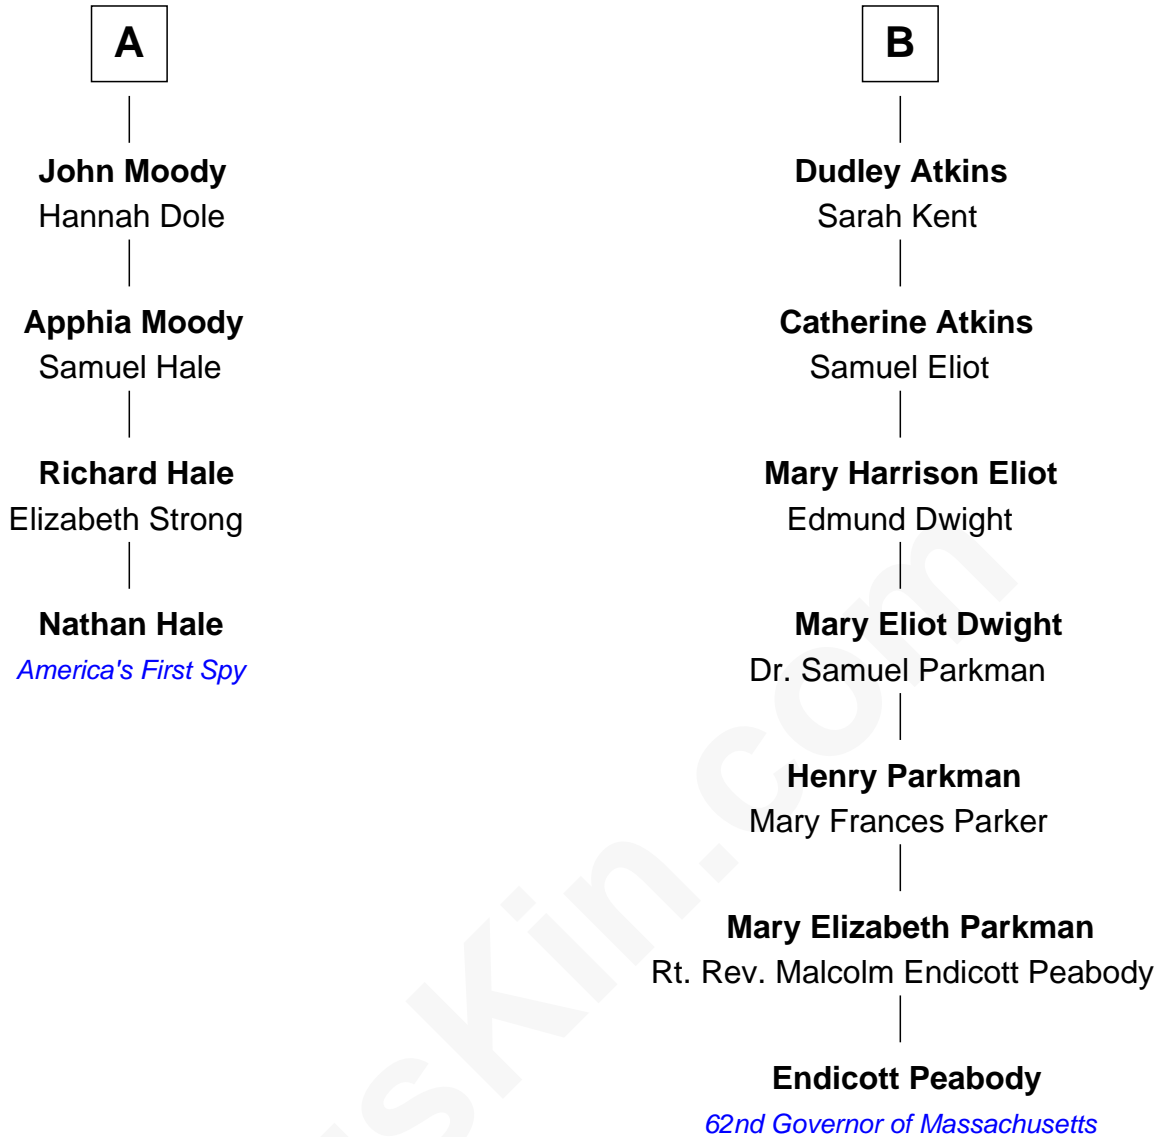 A
John Moody
Hannah Dole
Apphia Moody
Samuel Hale
Richard Hale
Elizabeth Strong
Nathan Hale
America's First Spy
B
Dudley Atkins
Sarah Kent
Catherine Atkins
Samuel Eliot
Mary Harrison Eliot
Edmund Dwight
Mary Eliot Dwight
Dr. Samuel Parkman
Henry Parkman
Mary Frances Parker
Mary Elizabeth Parkman
Rt. Rev. Malcolm Endicott Peabody
Endicott Peabody
62nd Governor of Massachusetts